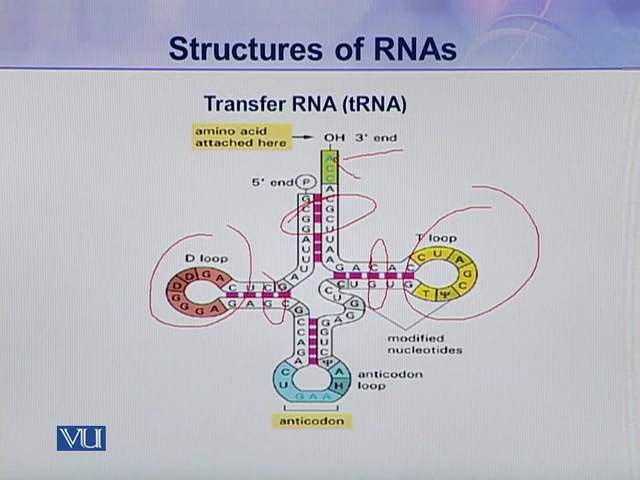 Structures of RNAs
Transfer RNA (tRNA)
amino acid
attached here
OH 3' end
A
C
C
5' end P
A
G C
C G
G C
G U
A U
U A
U A
U
D loop
T loop
D D G A
D
G
G G A
C U C G
G A G C
A
G
G A C A C
C U G U G
C U A
G
C
T Ψ G
C U
G
G A
C G
C G
A U
G C
A Ψ
modified
nucleotides
C A
U H
G A A
anticodon
loop
anticodon
VU